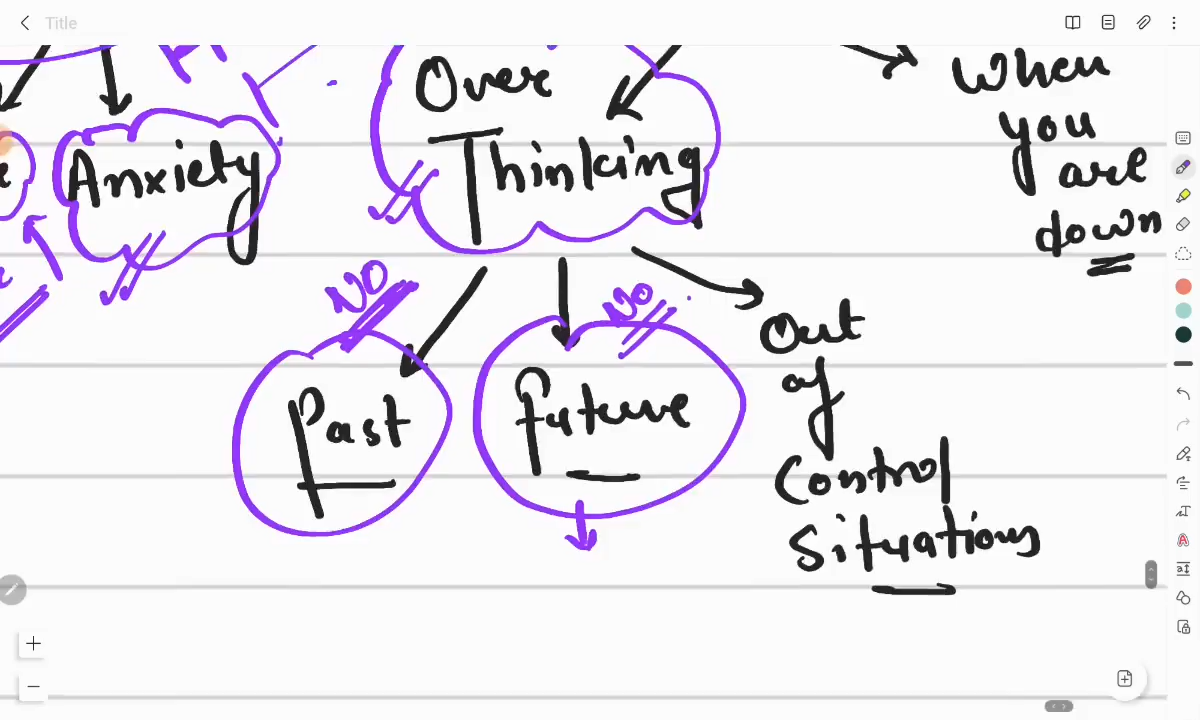 Title
Over
Thinking
Anxiety
When
you
are
down
NO
NO
Past
future
Out
of
Control
Situations